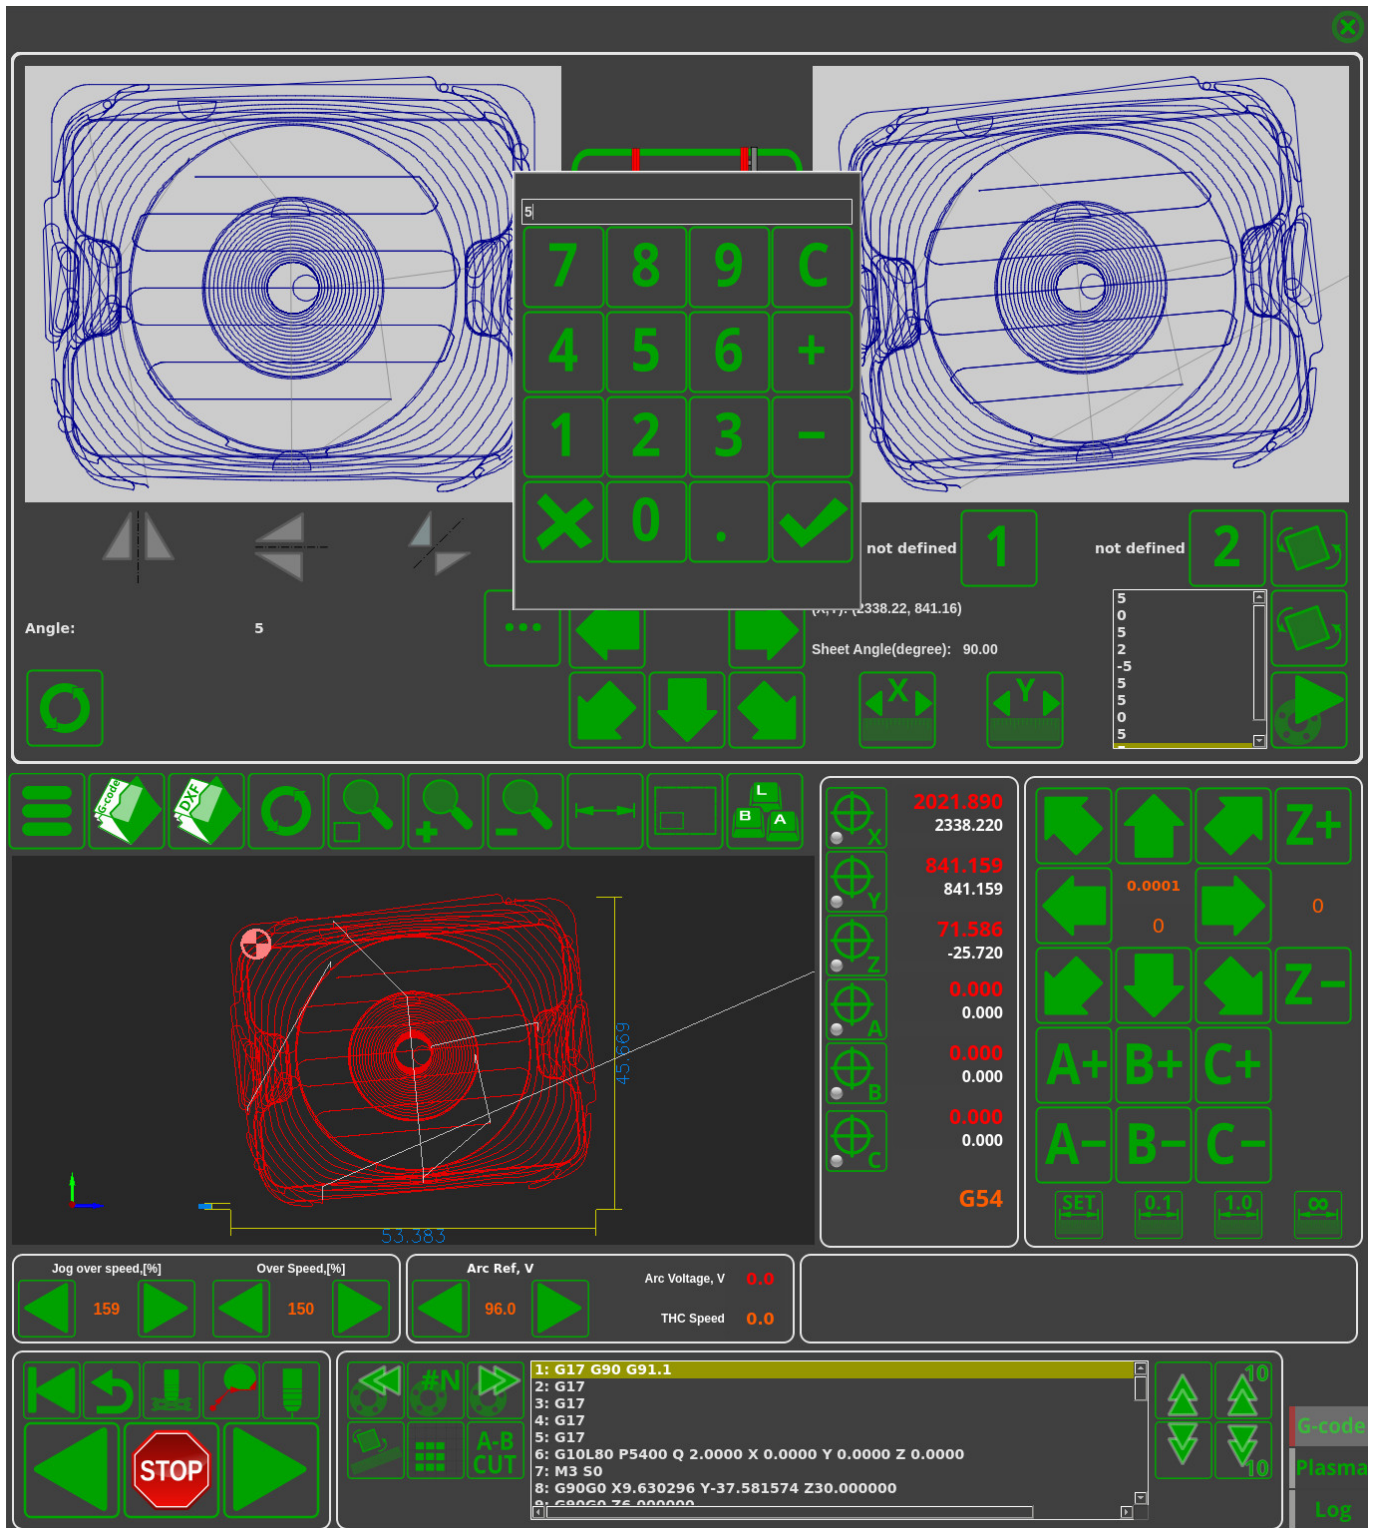 5
7 8 9 C
4 5 6 +
1 2 3 −
0 .
not defined 1 not defined 2
(X,Y): (2338.22, 841.16)
Angle: 5
...
Sheet Angle(degree): 90.00
X Y
5
0
5
2
-5
5
5
0
5
G-code DXF L B A
X 2021.890
2338.220
Y 841.159
841.159
Z 71.586
-25.720
A 0.000
0.000
B 0.000
0.000
C 0.000
0.000
G54
Z+
0.0001
0 0
Z−
A+ B+ C+
A− B− C−
SET 0.1 1.0 ∞
45.669
53.383
Jog over speed,[%] Over Speed,[%]
159 150
Arc Ref, V
96.0
Arc Voltage, V 0.0
THC Speed 0.0
#N
A-B
CUT
STOP
1: G17 G90 G91.1
2: G17
3: G17
4: G17
5: G17
6: G10L80 P5400 Q 2.0000 X 0.0000 Y 0.0000 Z 0.0000
7: M3 S0
8: G90G0 X9.630296 Y-37.581574 Z30.000000
9: G90G0 Z6.000000
10
10
G-code
Plasma
Log